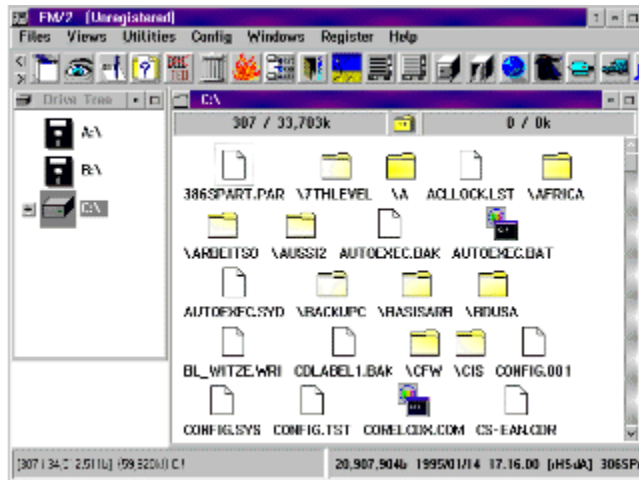 FM/2 [Unregistered]
Files Views Utilities Config Windows Register Help
Drive Tree
C:\
307 / 33,703k
0 / 0k
A:\
B:\
C:\
386SPART.PAR \7THLEVEL \A ACLLOCK.LST \AFRICA
\ARBEITSO \AUSSI2 AUTOEXEC.BAK AUTOEXEC.BAT
AUTOEXEC.SYD \BACKUPC \BASISARB \BDUSA
BL_WITZE.WRI CDLABEL1.BAK \CFW \CIS CONFIG.001
CONFIG.SYS CONFIG.TST CORELCDX.COM CS-EAN.CDR
20,907,904b 1995/01/14 17.16.00